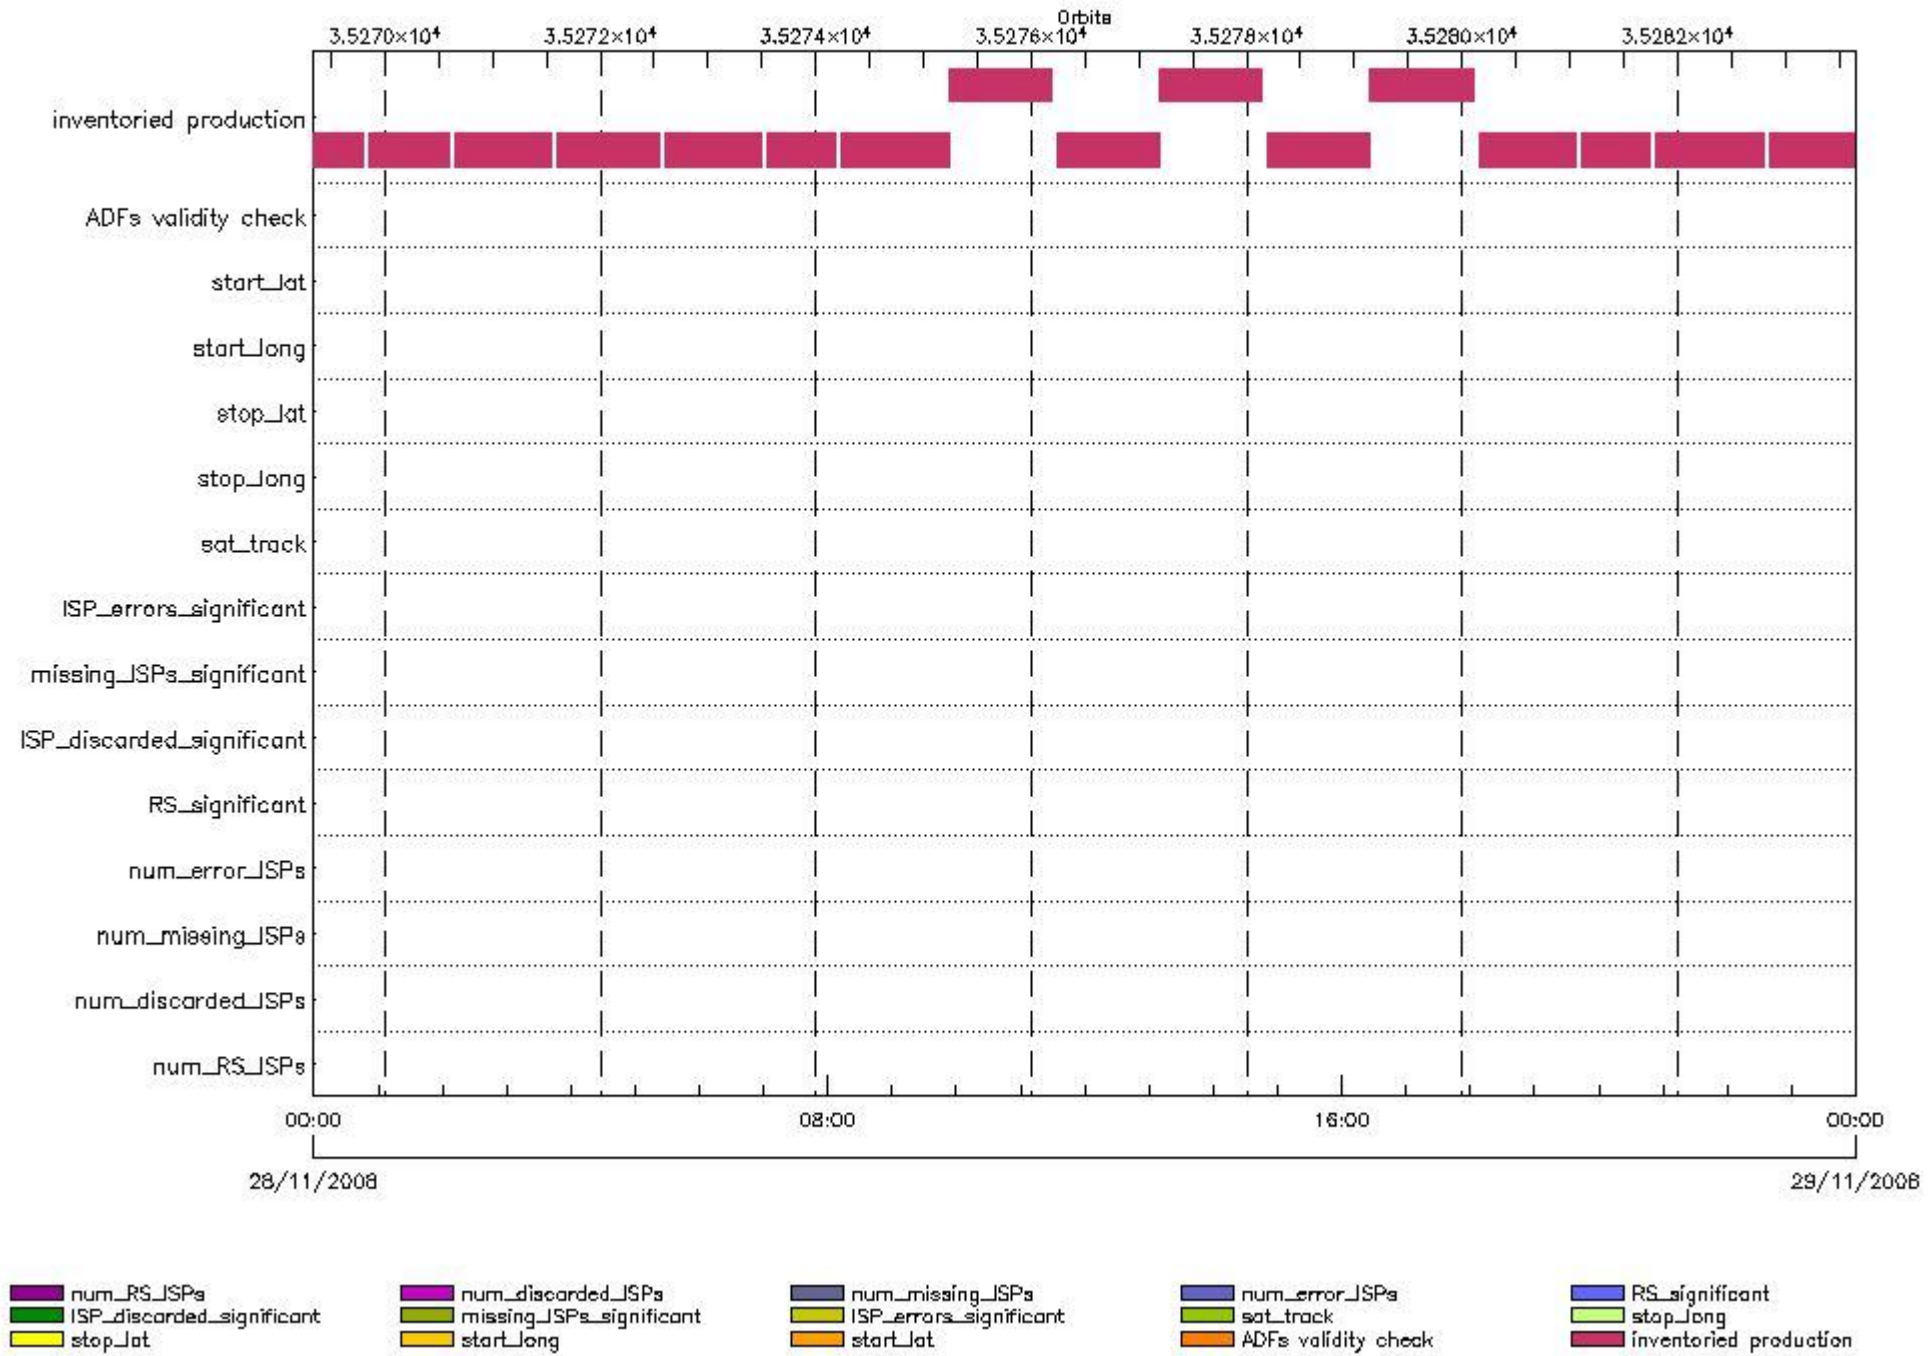 Orbits
3.5270×10⁴ 3.5272×10⁴ 3.5274×10⁴ 3.5276×10⁴ 3.5278×10⁴ 3.5280×10⁴ 3.5282×10⁴
inventoried production
ADFs validity check
start_lat
start_long
stop_lat
stop_long
sat_track
ISP_errors_significant
missing_ISPs_significant
ISP_discarded_significant
RS_significant
num_error_ISPs
num_missing_ISPs
num_discarded_ISPs
num_RS_ISPs
00:00 08:00 16:00 00:00
28/11/2008 29/11/2008
num_RS_ISPs num_discarded_ISPs num_missing_ISPs num_error_ISPs RS_significant
ISP_discarded_significant missing_ISPs_significant ISP_errors_significant sat_track stop_long
stop_lat start_long start_lat ADFs validity check inventoried production